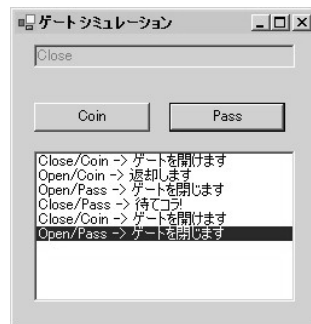 ゲートシミュレーション
Close
Coin
Pass
Close/Coin -> ゲートを開けます
Open/Coin -> 返却します
Open/Pass -> ゲートを閉じます
Close/Pass -> 待てコラ!
Close/Coin -> ゲートを開けます
Open/Pass -> ゲートを閉じます